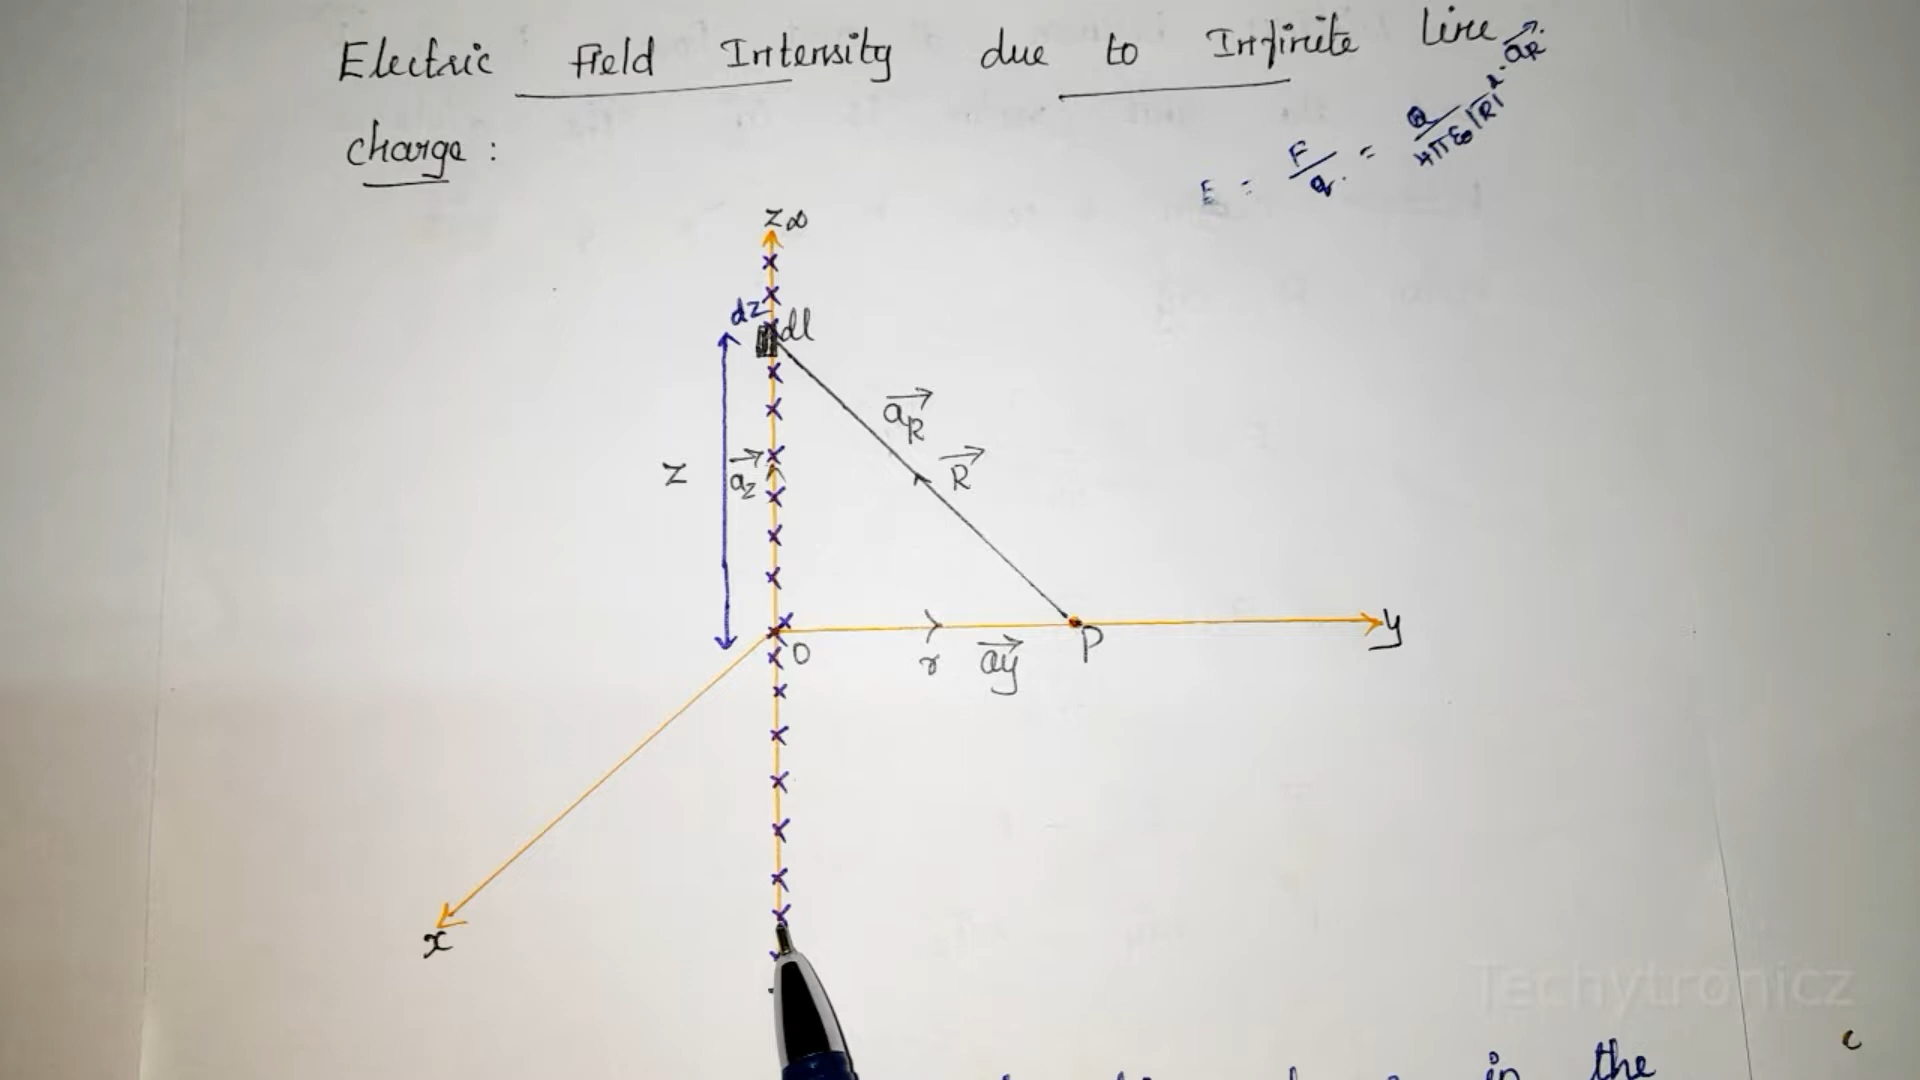 Electric Field Intensity due to Infinite line
charge :
E = F/q = Q/4πε₀|R|² · a⃗R
z ∞
dz
dl
a⃗R
R⃗
z
a⃗z
O
r
a⃗y
P
y
x
Techytronicz
in the